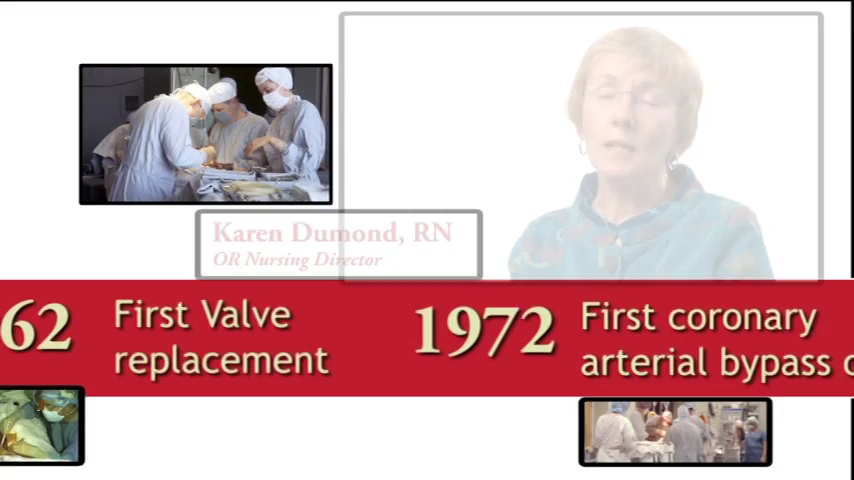 Karen Dumond, RN
OR Nursing Director
62
First Valve
replacement
1972
First coronary
arterial bypass